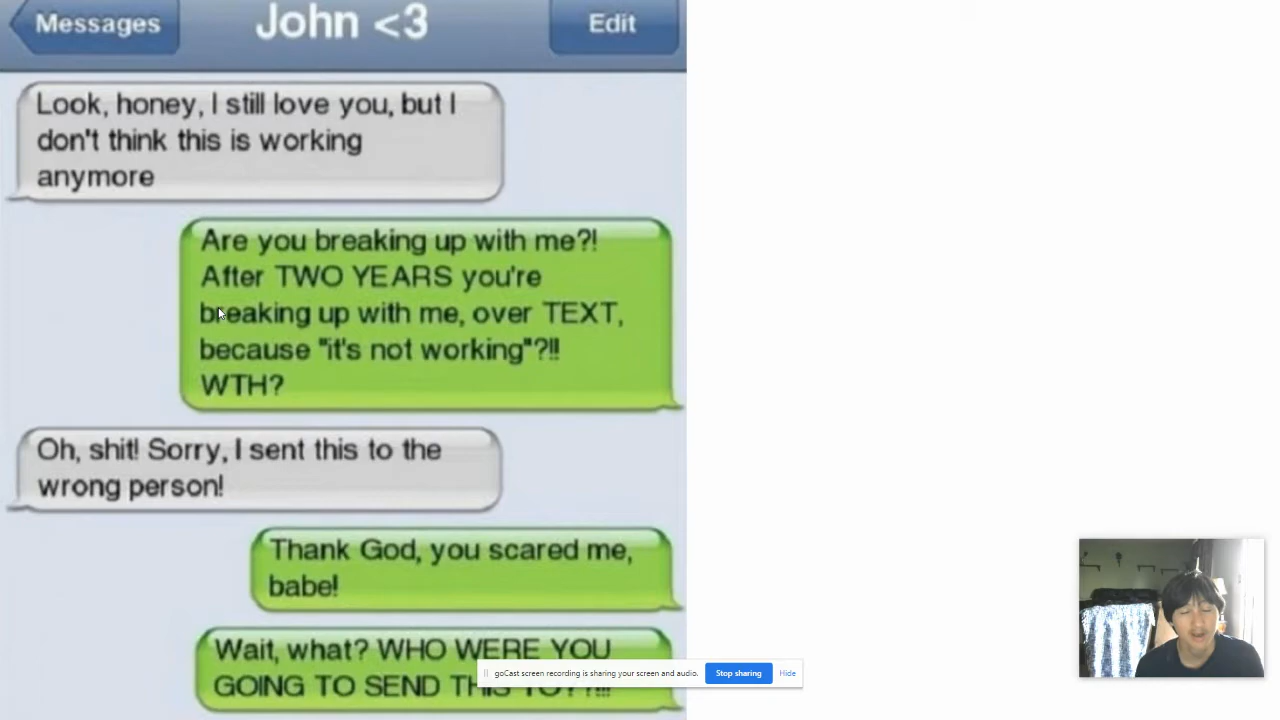 Messages
John <3
Edit
Look, honey, I still love you, but I
don't think this is working
anymore
Are you breaking up with me?!
After TWO YEARS you're
breaking up with me, over TEXT,
because "it's not working"?!!
WTH?
Oh, shit! Sorry, I sent this to the
wrong person!
Thank God, you scared me,
babe!
Wait, what? WHO WERE YOU
GOING TO SEND THIS TO??!!!
goCast screen recording is sharing your screen and audio.
Stop sharing
Hide